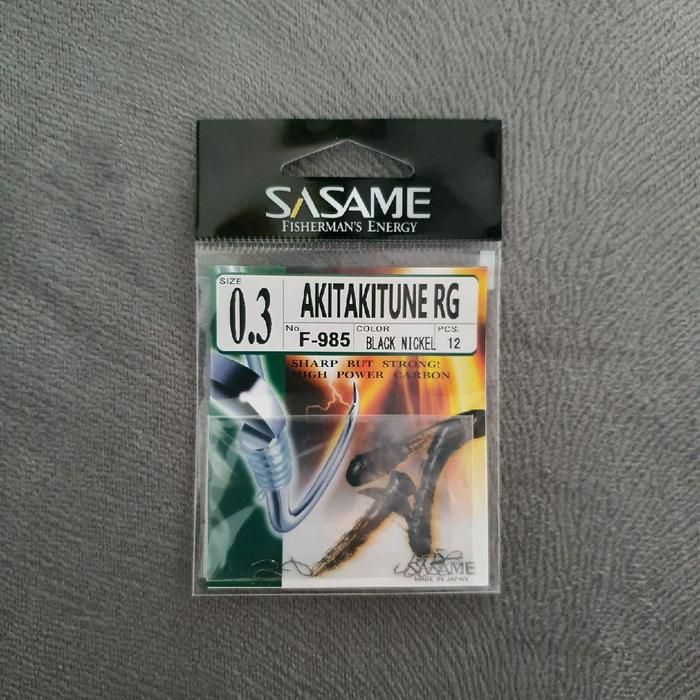 SASAME
FISHERMAN'S ENERGY
SIZE
0.3
AKITAKITUNE RG
No. F-985
COLOR BLACK NICKEL
PCS. 12
SHARP BUT STRONG!
HIGH POWER CARBON
SASAME
MADE IN JAPAN